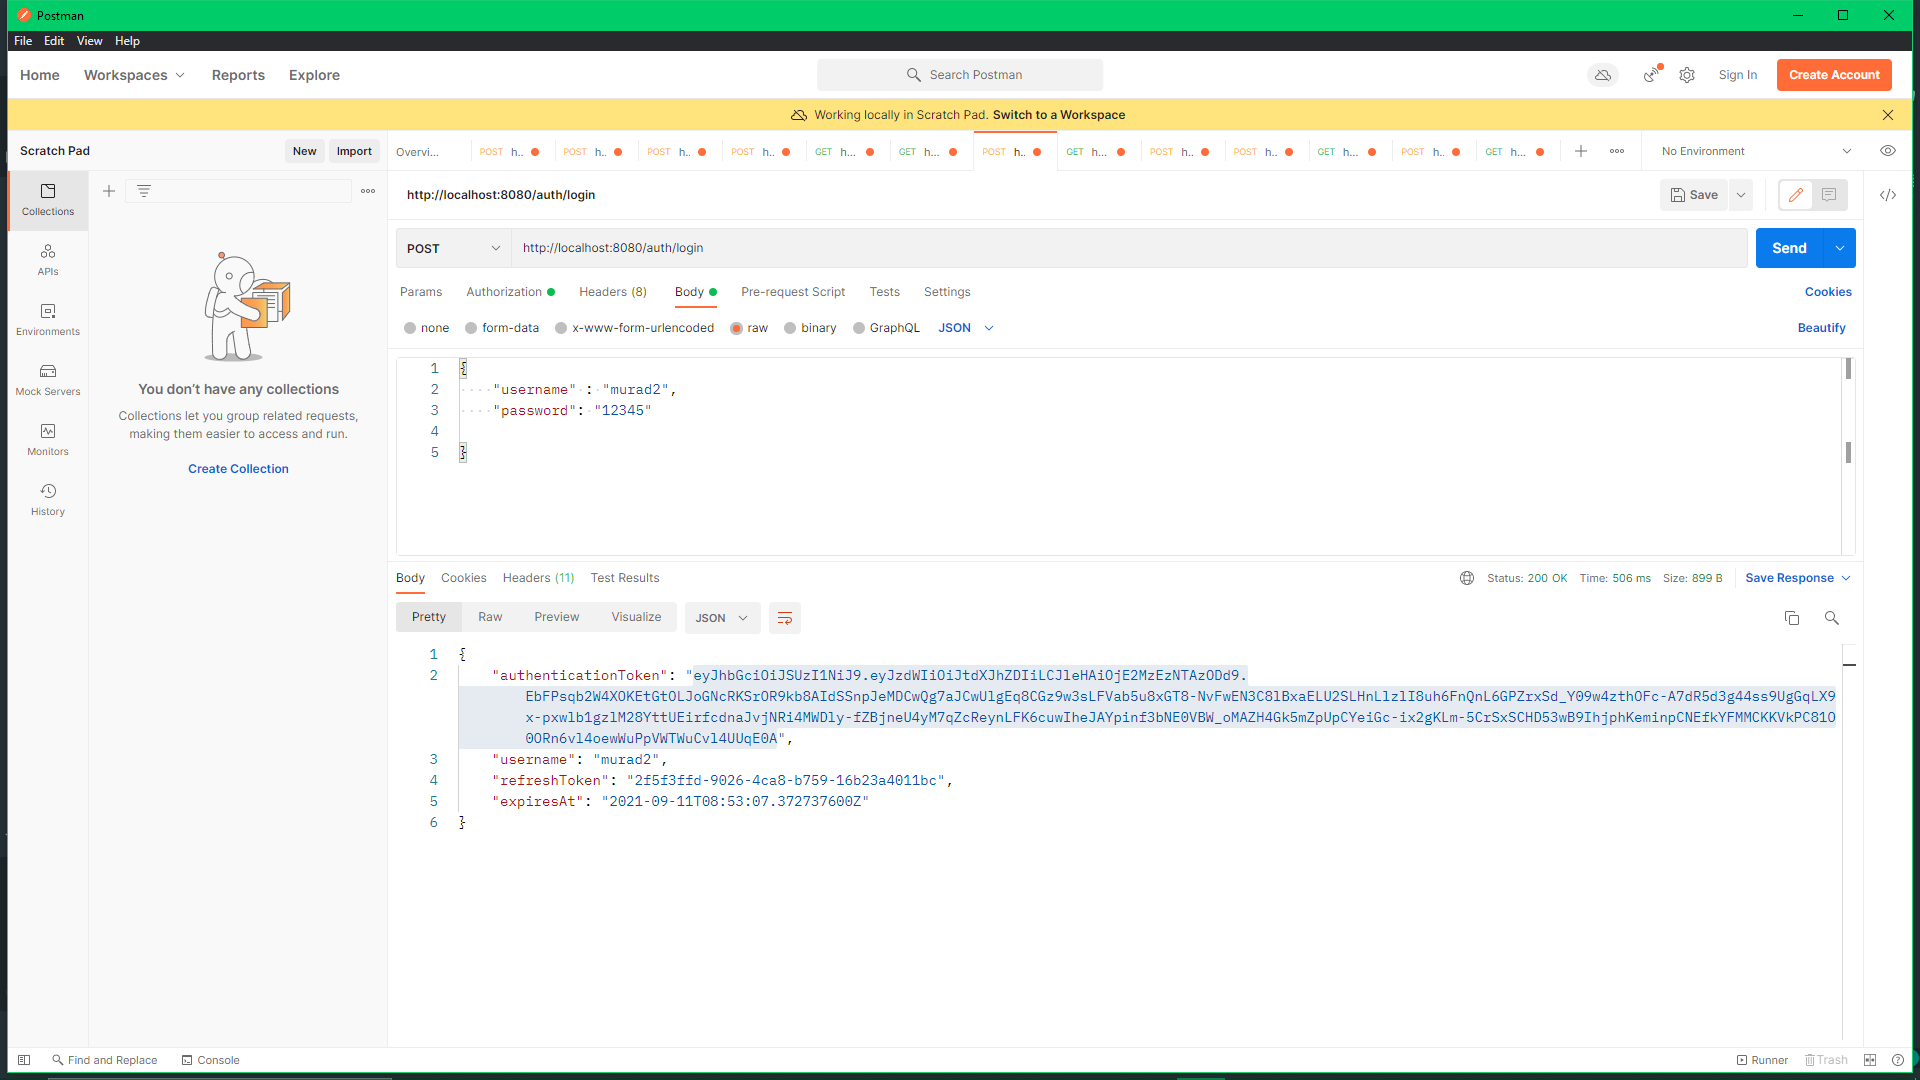 Postman
File Edit View Help
Home Workspaces Reports Explore
Search Postman
Sign In
Create Account
Working locally in Scratch Pad. Switch to a Workspace
Scratch Pad
New Import
Overvi... POST h.. POST h.. POST h.. POST h.. GET h... GET h... POST h.. GET h... POST h.. POST h.. GET h... POST h.. GET h...
No Environment
Collections
APIs
Environments
Mock Servers
Monitors
History
You don't have any collections
Collections let you group related requests,
making them easier to access and run.
Create Collection
http://localhost:8080/auth/login
Save
POST http://localhost:8080/auth/login
Send
Params Authorization Headers (8) Body Pre-request Script Tests Settings
Cookies
none form-data x-www-form-urlencoded raw binary GraphQL JSON
Beautify
1 {
2 "username" : "murad2",
3 "password": "12345"
4
5 }
Body Cookies Headers (11) Test Results
Status: 200 OK Time: 506 ms Size: 899 B Save Response
Pretty Raw Preview Visualize JSON
1 {
2 "authenticationToken": "eyJhbGciOiJSUzI1NiJ9.eyJzdWIiOiJtdXJhZDIiLCJleHAiOjE2MzEzNTAzODd9.
EbFPsqb2W4XOKEtGtOLJoGNcRKSrOR9kb8AIdSSnpJeMDCwQg7aJCwUlgEq8CGz9w3sLFVab5u8xGT8-NvFwEN3C8lBxaELU2SLHnLlzlI8uh6FnQnL6GPZrxSd_Y09w4zthOFc-A7dR5d3g44ss9UgGqLX9
x-pxwlb1gzlM28YttUEirfcdnaJvjNRi4MWDly-fZBjneU4yM7qZcReynLFK6cuwIheJAYpinf3bNE0VBW_oMAZH4Gk5mZpUpCYeiGc-ix2gKLm-5CrSxSCHD53wB9IhjphKeminpCNEfkYFMMCKKVkPC81O
0ORn6vl4oewWuPpVWTWuCvl4UUqE0A",
3 "username": "murad2",
4 "refreshToken": "2f5f3ffd-9026-4ca8-b759-16b23a4011bc",
5 "expiresAt": "2021-09-11T08:53:07.372737600Z"
6 }
Find and Replace Console
Runner Trash